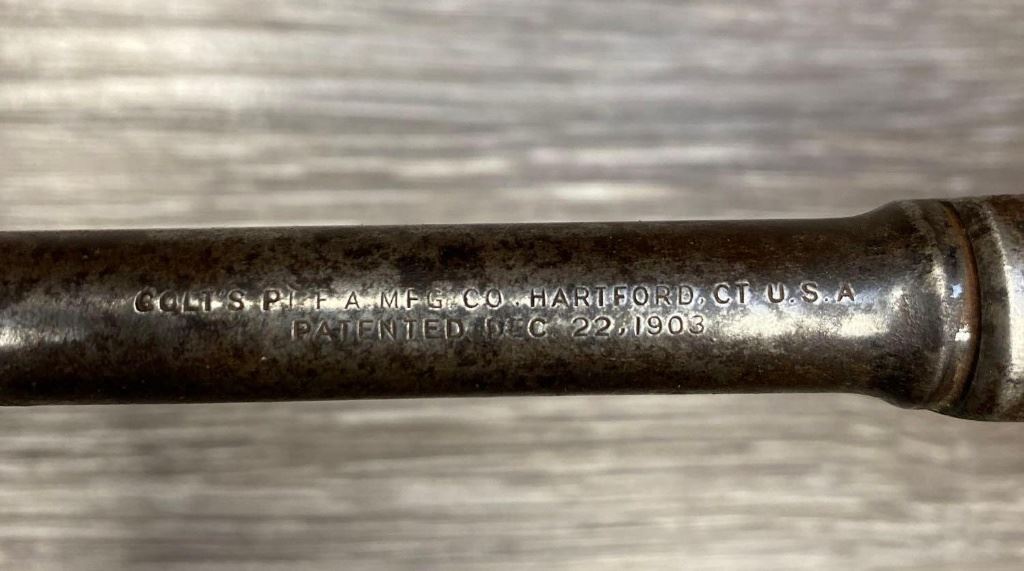 COLT'S PT F A MFG. CO. HARTFORD, CT U.S.A
PATENTED DEC 22, 1903